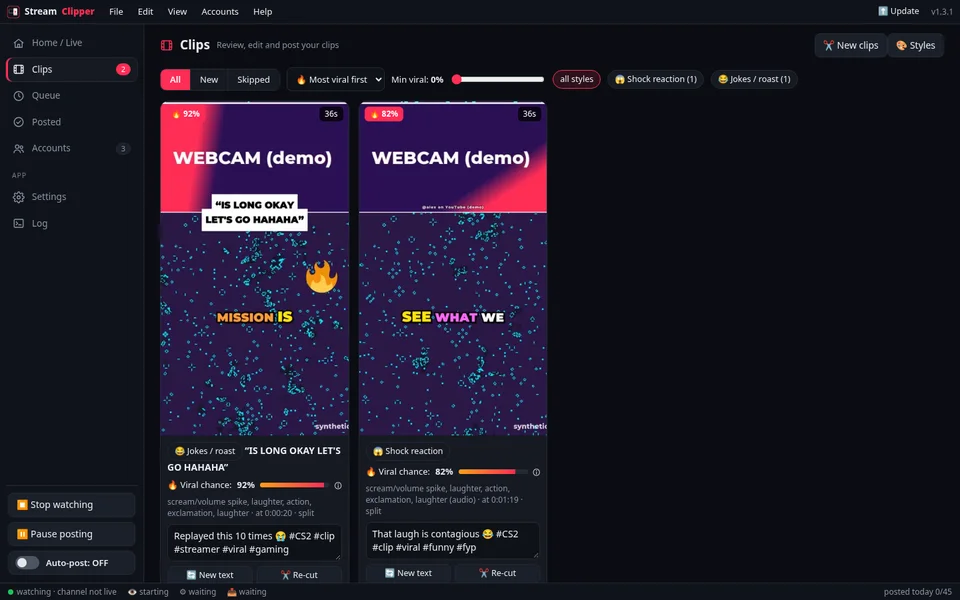 Stream Clipper File Edit View Accounts Help Update v1.3.1
Home / Live
Clips 2
Queue
Posted
Accounts 3
APP
Settings
Log
Stop watching
Pause posting
Auto-post: OFF
Clips Review, edit and post your clips New clips Styles
All New Skipped 🔥 Most viral first Min viral: 0% all styles 😱 Shock reaction (1) 😂 Jokes / roast (1)
🔥 92% 36s
WEBCAM (demo)
“IS LONG OKAY
LET'S GO HAHAHA”
MISSION IS
synthetic
😂 Jokes / roast “IS LONG OKAY LET'S
GO HAHAHA”
🔥 Viral chance: 92%
scream/volume spike, laughter, action,
exclamation, laughter · at 0:00:20 · split
Replayed this 10 times 😭 #CS2 #clip
#streamer #viral #gaming
New text Re-cut
🔥 82% 36s
WEBCAM (demo)
SEE WHAT WE
synthetic
😱 Shock reaction
🔥 Viral chance: 82%
scream/volume spike, laughter, action,
exclamation, laughter (audio) · at 0:01:19 ·
split
That laugh is contagious 😂 #CS2
#clip #viral #funny #fyp
New text Re-cut
watching · channel not live starting waiting waiting posted today 0/45